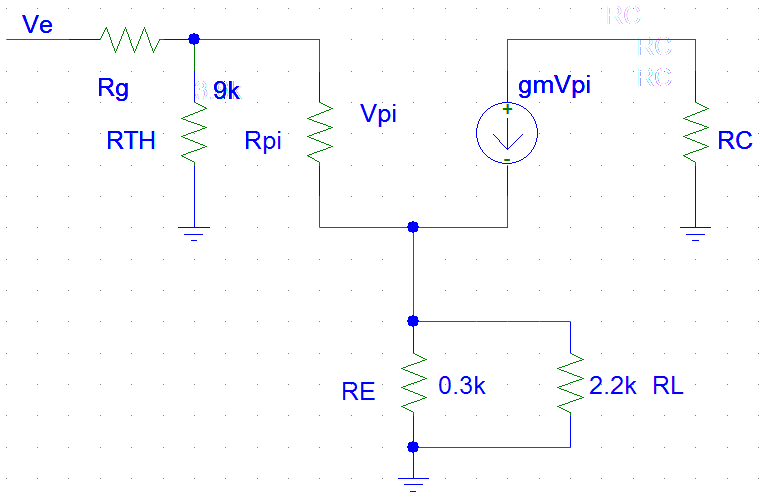 RC
Ve
RC
RC
gmVpi
Rg
9k
Vpi
RTH
Rpi
RC
RE
0.3k
2.2k RL